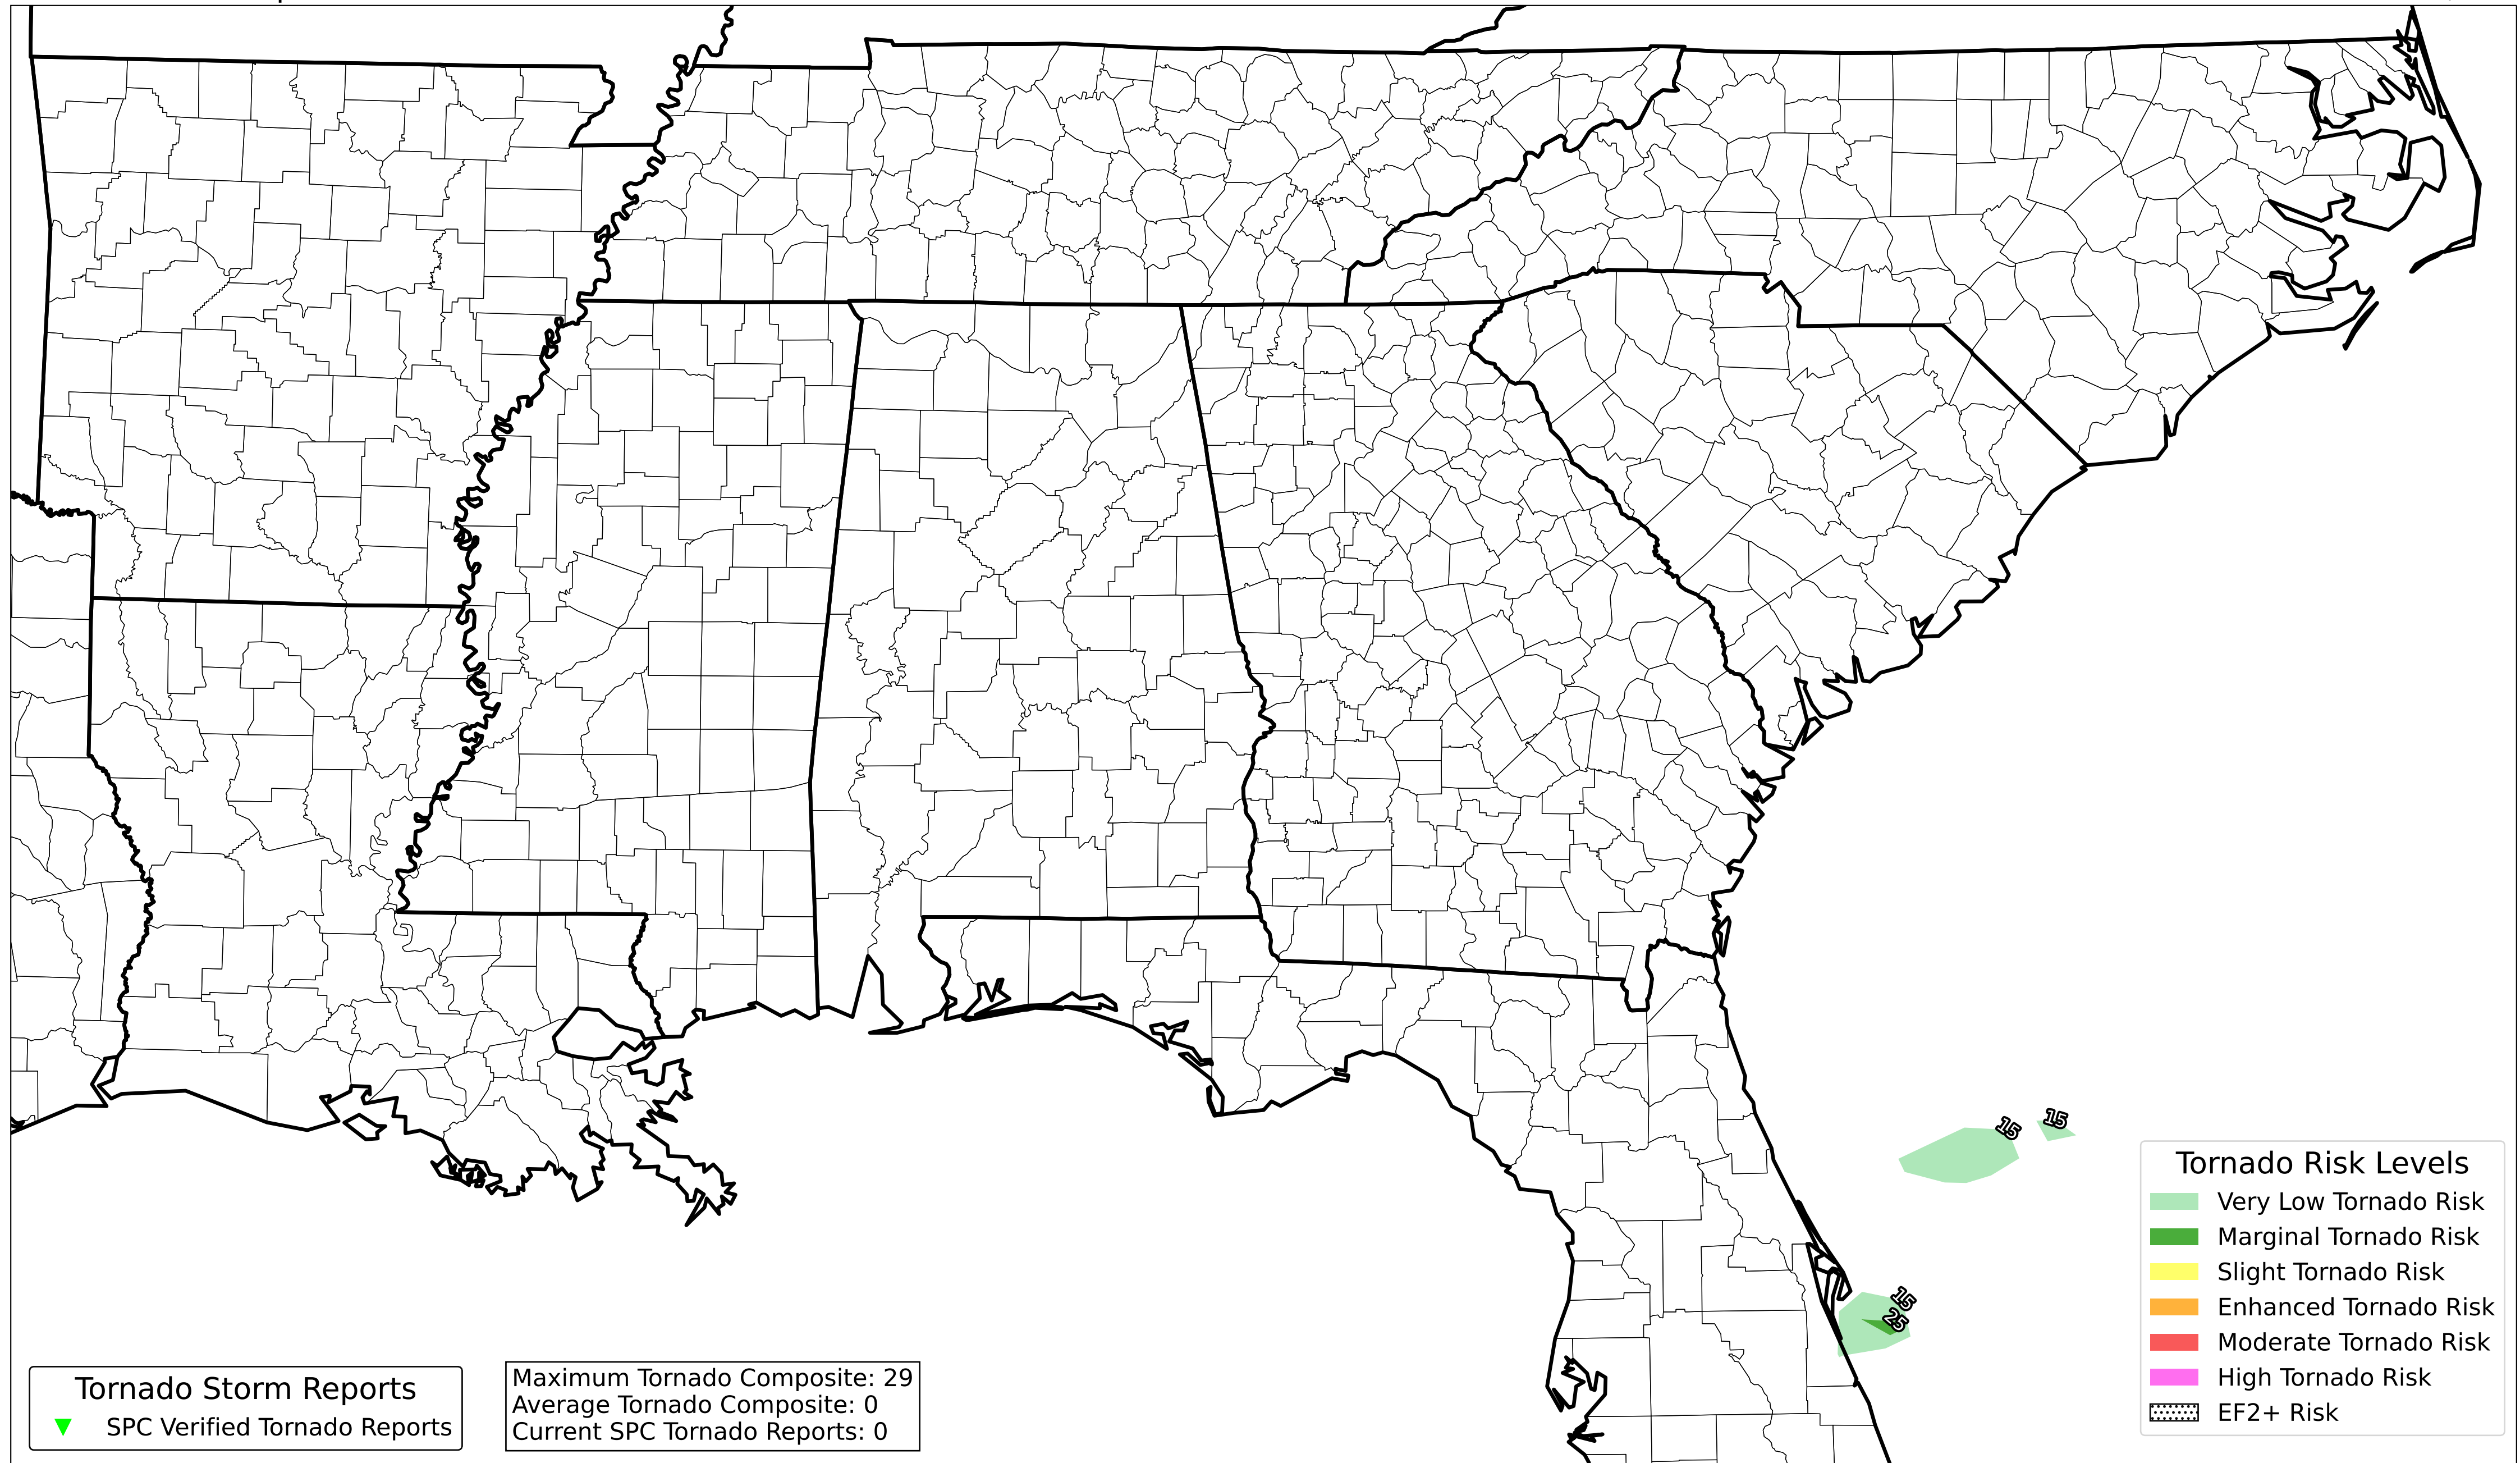 15
15
15
25
Tornado Risk Levels
Very Low Tornado Risk
Marginal Tornado Risk
Slight Tornado Risk
Enhanced Tornado Risk
Moderate Tornado Risk
High Tornado Risk
EF2+ Risk
Tornado Storm Reports
SPC Verified Tornado Reports
Maximum Tornado Composite: 29
Average Tornado Composite: 0
Current SPC Tornado Reports: 0